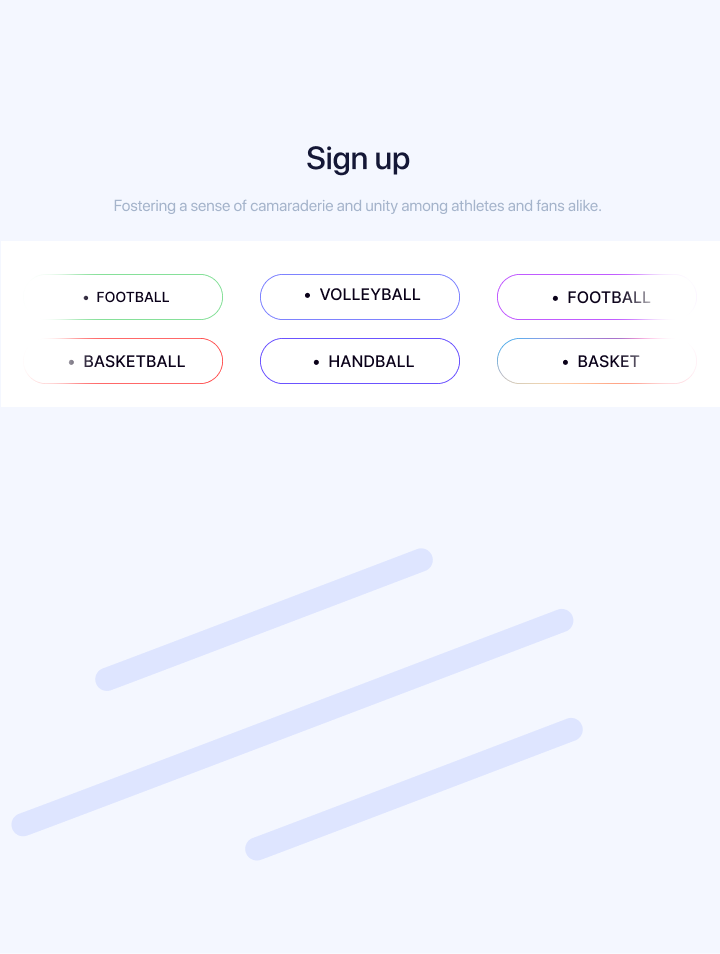 Sign up
Fostering a sense of camaraderie and unity among athletes and fans alike.
• FOOTBALL
• VOLLEYBALL
• FOOTBALL
• BASKETBALL
• HANDBALL
• BASKET